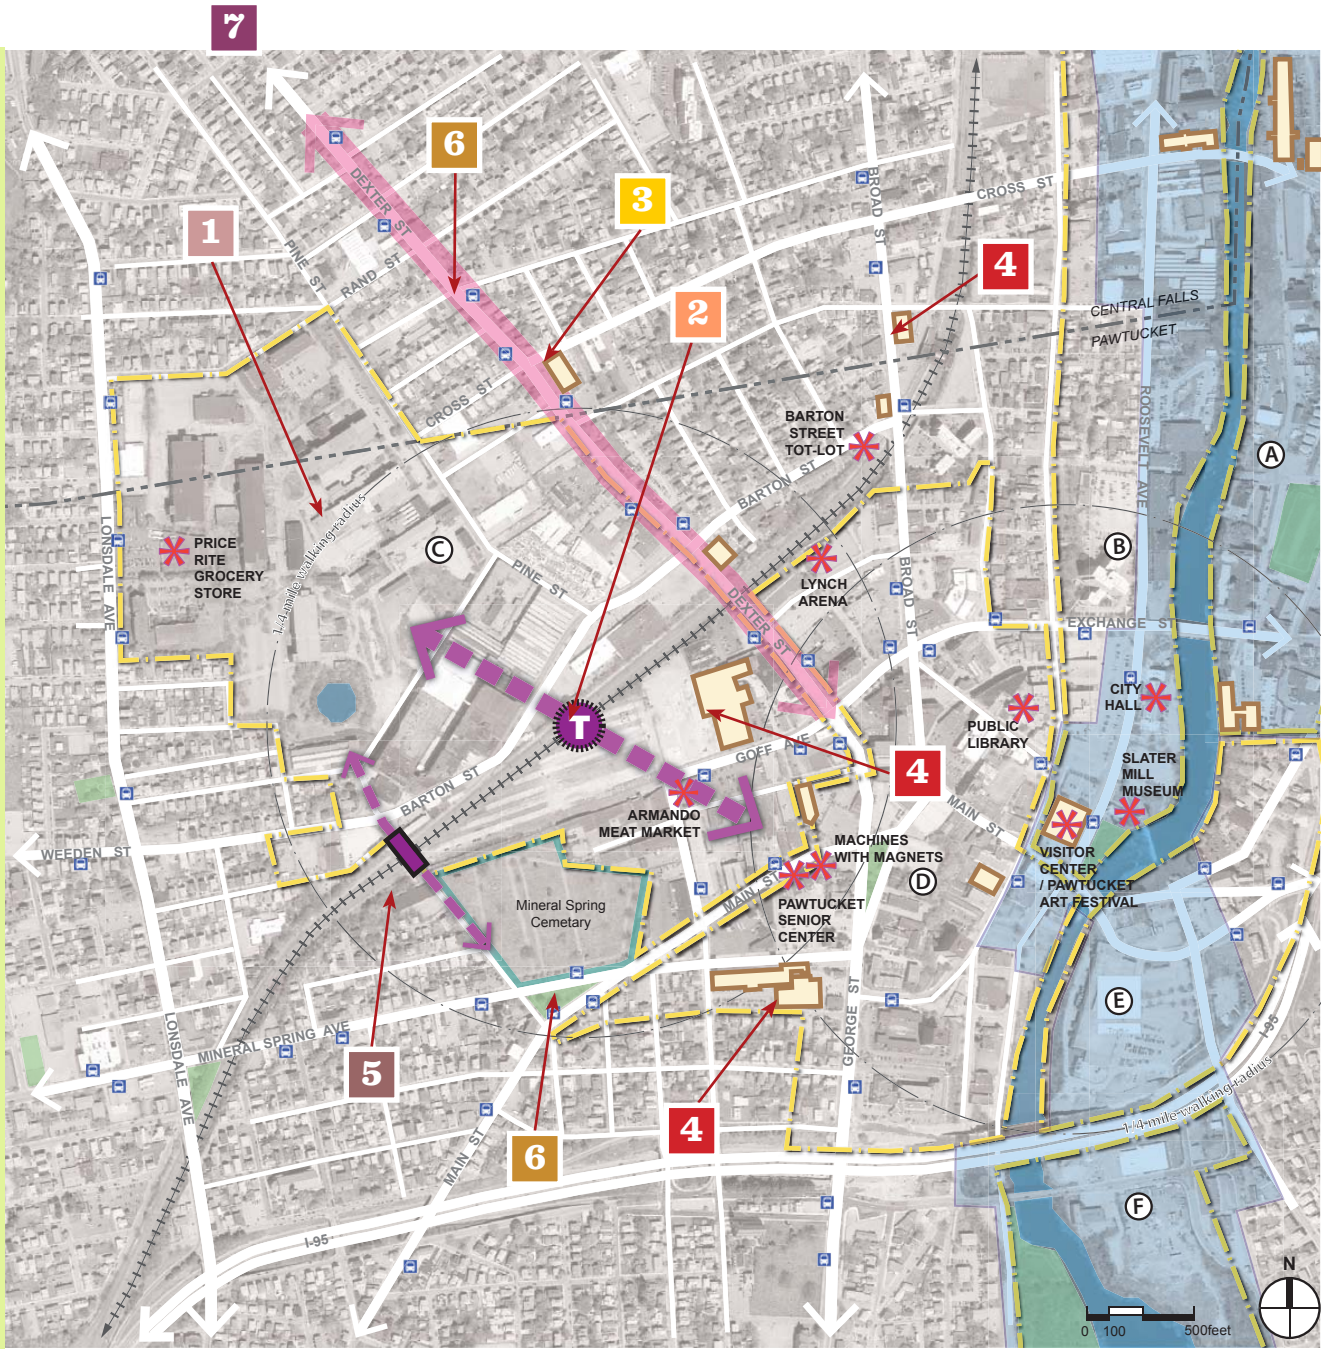 7
6
3
1
2
4
DEXTER ST
PINE ST
RAND ST
BROAD ST
CROSS ST
CENTRAL FALLS
PAWTUCKET
CROSS ST
ROOSEVELT AVE
BARTON
STREET
TOT-LOT
BARTON ST
A
1/4 mile walking radius
LONSDALE AVE
PRICE
RITE
GROCERY
STORE
C
B
PINE ST
LYNCH
ARENA
DEXTER ST
BROAD ST
EXCHANGE ST
T
CITY
HALL
PUBLIC
LIBRARY
GOFF AVE
SLATER
MILL
MUSEUM
4
BARTON ST
ARMANDO
MEAT MARKET
MAIN ST
MACHINES
WITH MAGNETS
WEEDEN ST
VISITOR
CENTER
/ PAWTUCKET
ART FESTIVAL
D
MAIN ST
PAWTUCKET
SENIOR
CENTER
Mineral Spring
Cemetary
E
LONSDALE AVE
MINERAL SPRING AVE
GEORGE ST
I-95
5
1/4 mile walking radius
6
4
MAIN ST
F
I-95
N
0 100 500feet